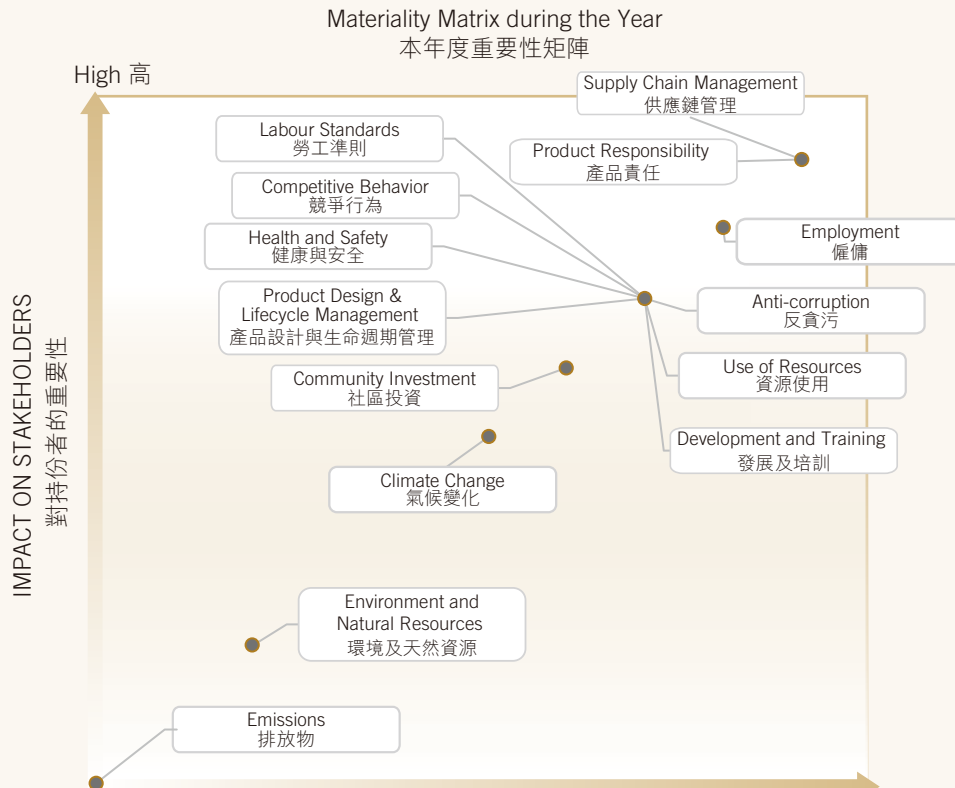 Materiality Matrix during the Year
本年度重要性矩陣
High 高
Supply Chain Management
供應鏈管理
Labour Standards
勞工準則
Product Responsibility
產品責任
Competitive Behavior
競爭行為
Employment
僱傭
Health and Safety
健康與安全
Product Design &
Lifecycle Management
產品設計與生命週期管理
Anti-corruption
反貪污
Use of Resources
資源使用
Community Investment
社區投資
Development and Training
發展及培訓
Climate Change
氣候變化
IMPACT ON STAKEHOLDERS
對持份者的重要性
Environment and
Natural Resources
環境及天然資源
Emissions
排放物